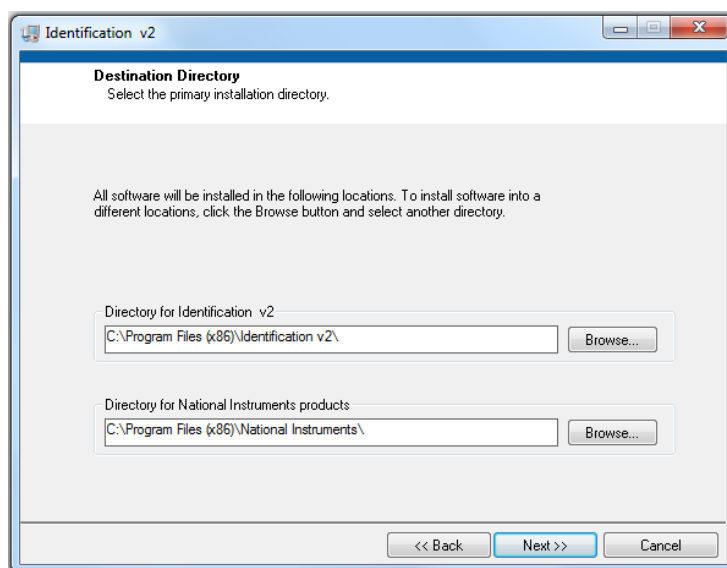 Identification  v2
Destination Directory
Select the primary installation directory.
All software will be installed in the following locations. To install software into a
different locations, click the Browse button and select another directory.
Directory for Identification  v2
C:\Program Files (x86)\Identification v2\
Browse...
Directory for National Instruments products
C:\Program Files (x86)\National Instruments\
Browse...
<< Back
Next >>
Cancel